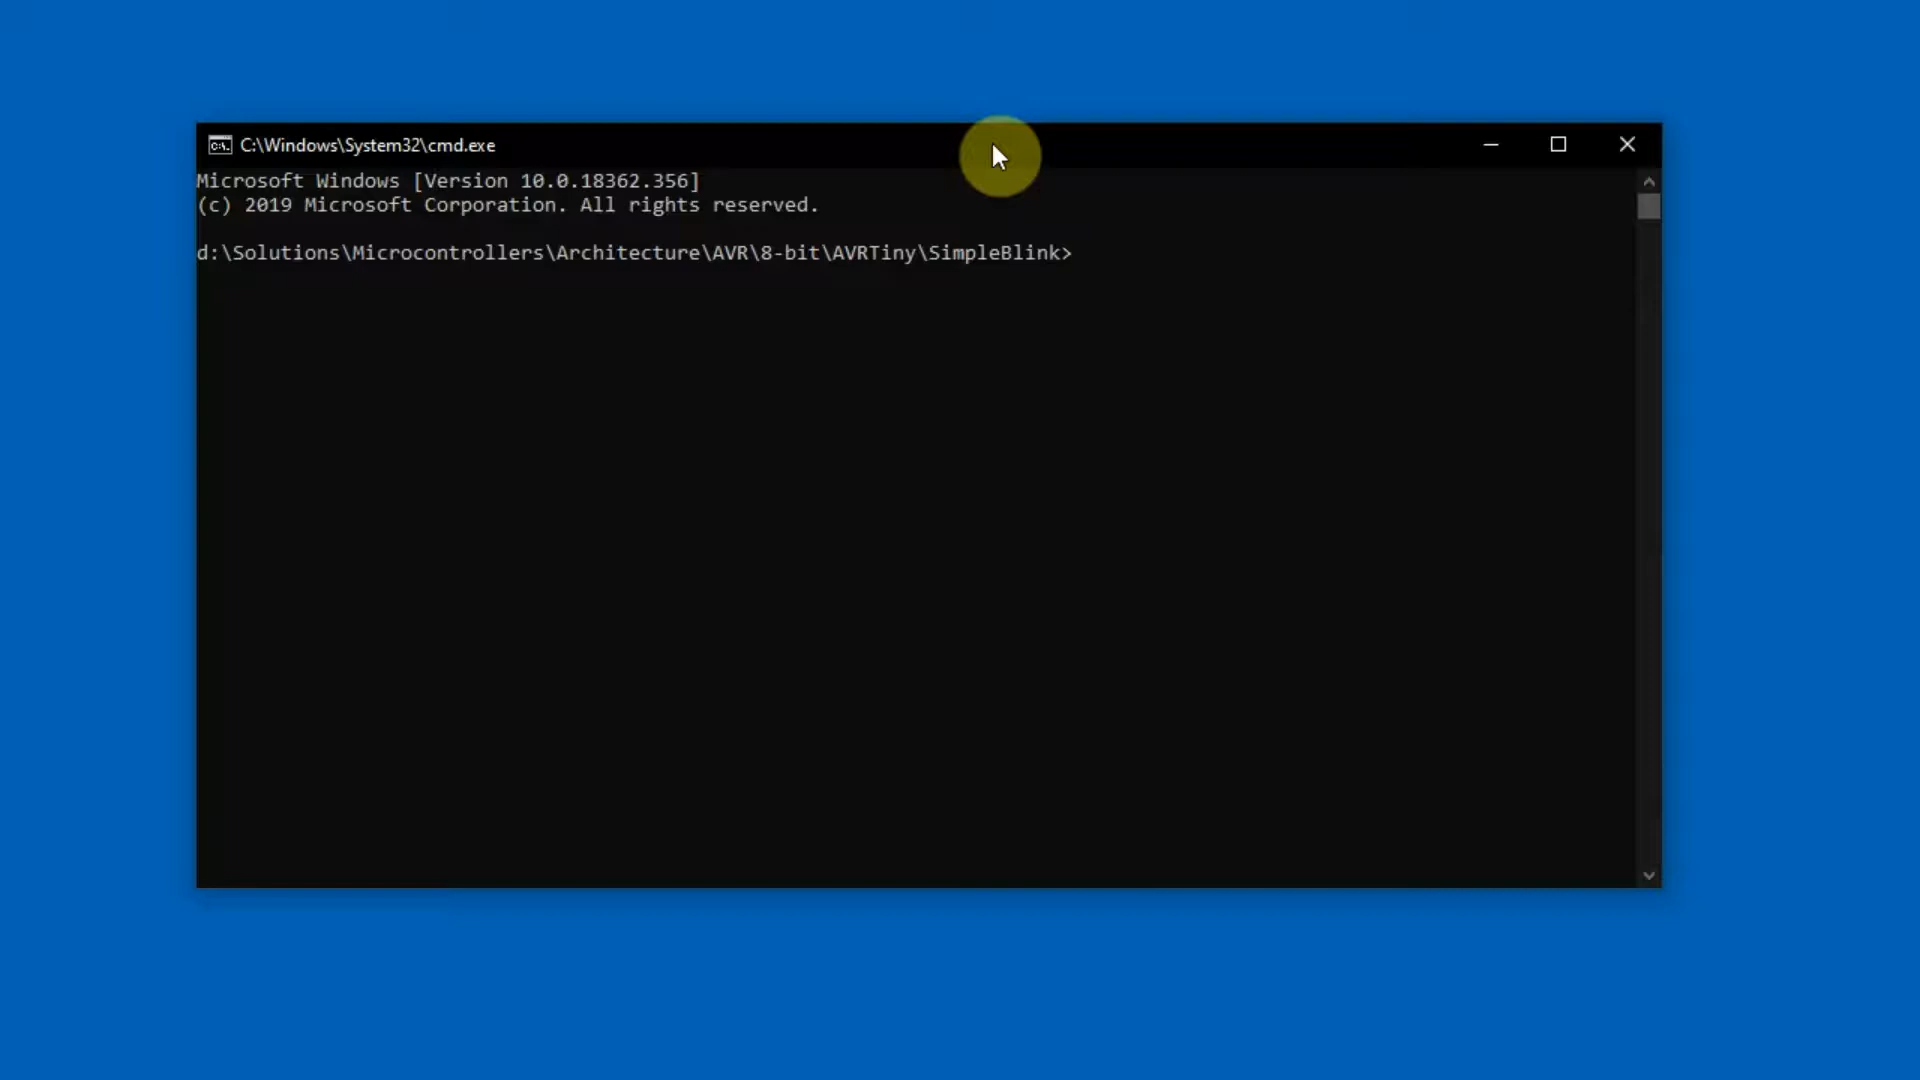 C:\Windows\System32\cmd.exe
Microsoft Windows [Version 10.0.18362.356]
(c) 2019 Microsoft Corporation. All rights reserved.
d:\Solutions\Microcontrollers\Architecture\AVR\8-bit\AVRTiny\SimpleBlink>